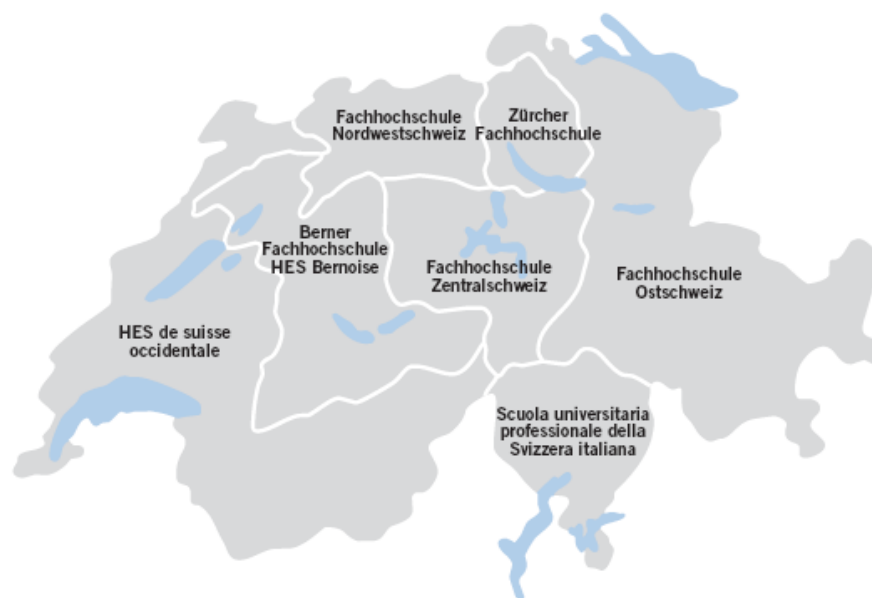 Fachhochschule
Nordwestschweiz
Zürcher
Fachhochschule
Berner
Fachhochschule
HES Bernoise
Fachhochschule
Zentralschweiz
Fachhochschule
Ostschweiz
HES de suisse
occidentale
Scuola universitaria
professionale della
Svizzera italiana